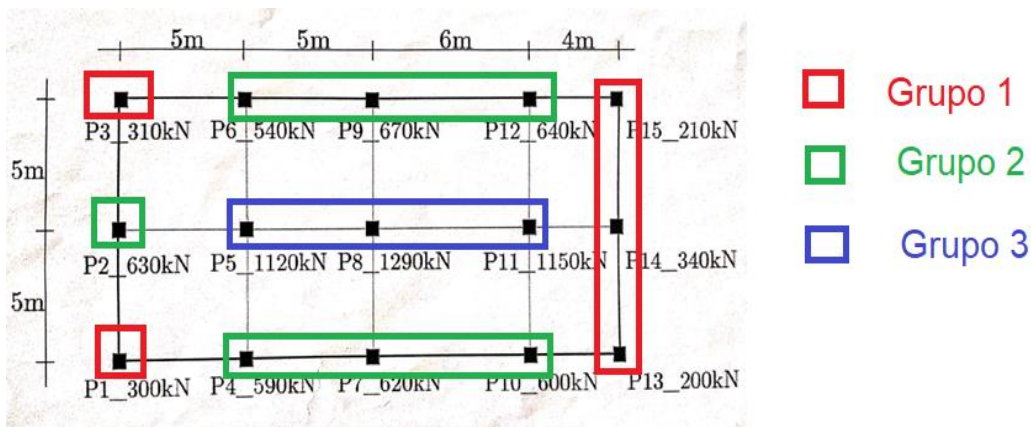 5m 5m 6m 4m
P3_310kN P6_540kN P9_670kN P12_640kN P15_210kN
Grupo 1
5m
Grupo 2
Grupo 3
P2_630kN P5_1120kN P8_1290kN P11_1150kN P14_340kN
5m
P1_300kN P4_590kN P7_620kN P10_600kN P13_200kN